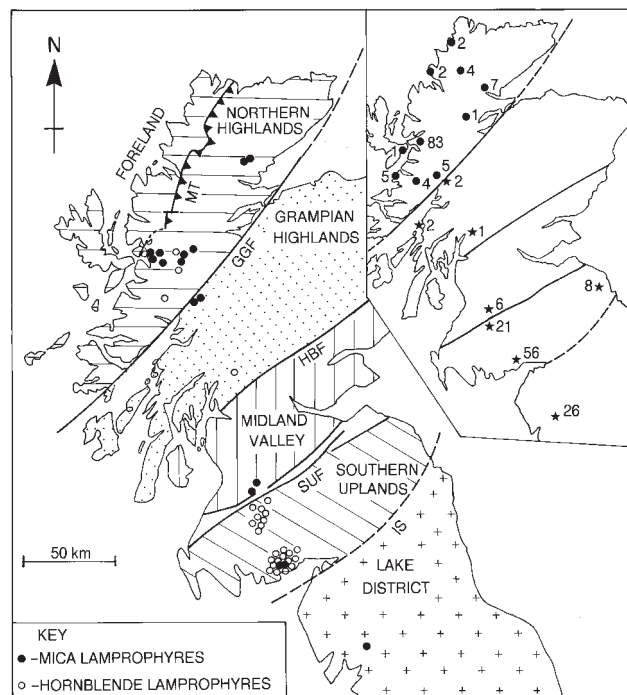 N
FORELAND
NORTHERN
HIGHLANDS
MT
GRAMPIAN
HIGHLANDS
GGF
HBF
MIDLAND
VALLEY
SUF
SOUTHERN
UPLANDS
IS
LAKE
DISTRICT
50 km
KEY
● -MICA LAMPROPHYRES
○ -HORNBLENDE LAMPROPHYRES
2
2
4
7
1
83
1
5
4
5
2
2
1
8
6
21
56
26